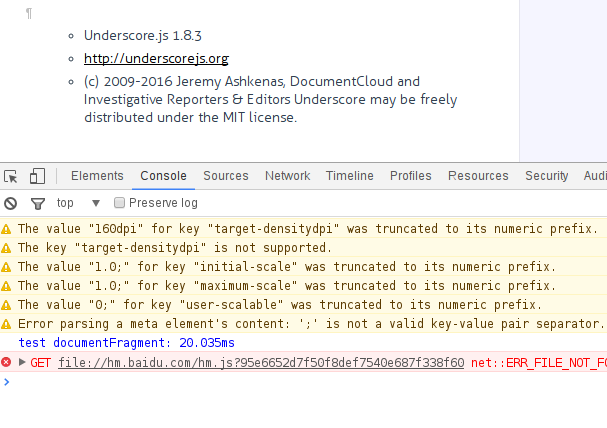 ¶
Underscore.js 1.8.3
http://underscorejs.org
(c) 2009-2016 Jeremy Ashkenas, DocumentCloud and
Investigative Reporters & Editors Underscore may be freely
distributed under the MIT license.
Elements Console Sources Network Timeline Profiles Resources Security Audi
top Preserve log
The value "160dpi" for key "target-densitydpi" was truncated to its numeric prefix.
The key "target-densitydpi" is not supported.
The value "1.0;" for key "initial-scale" was truncated to its numeric prefix.
The value "1.0;" for key "maximum-scale" was truncated to its numeric prefix.
The value "0;" for key "user-scalable" was truncated to its numeric prefix.
Error parsing a meta element's content: ';' is not a valid key-value pair separator.
test documentFragment: 20.035ms
GET file://hm.baidu.com/hm.js?95e6652d7f50f8def7540e687f338f60 net::ERR_FILE_NOT_FO